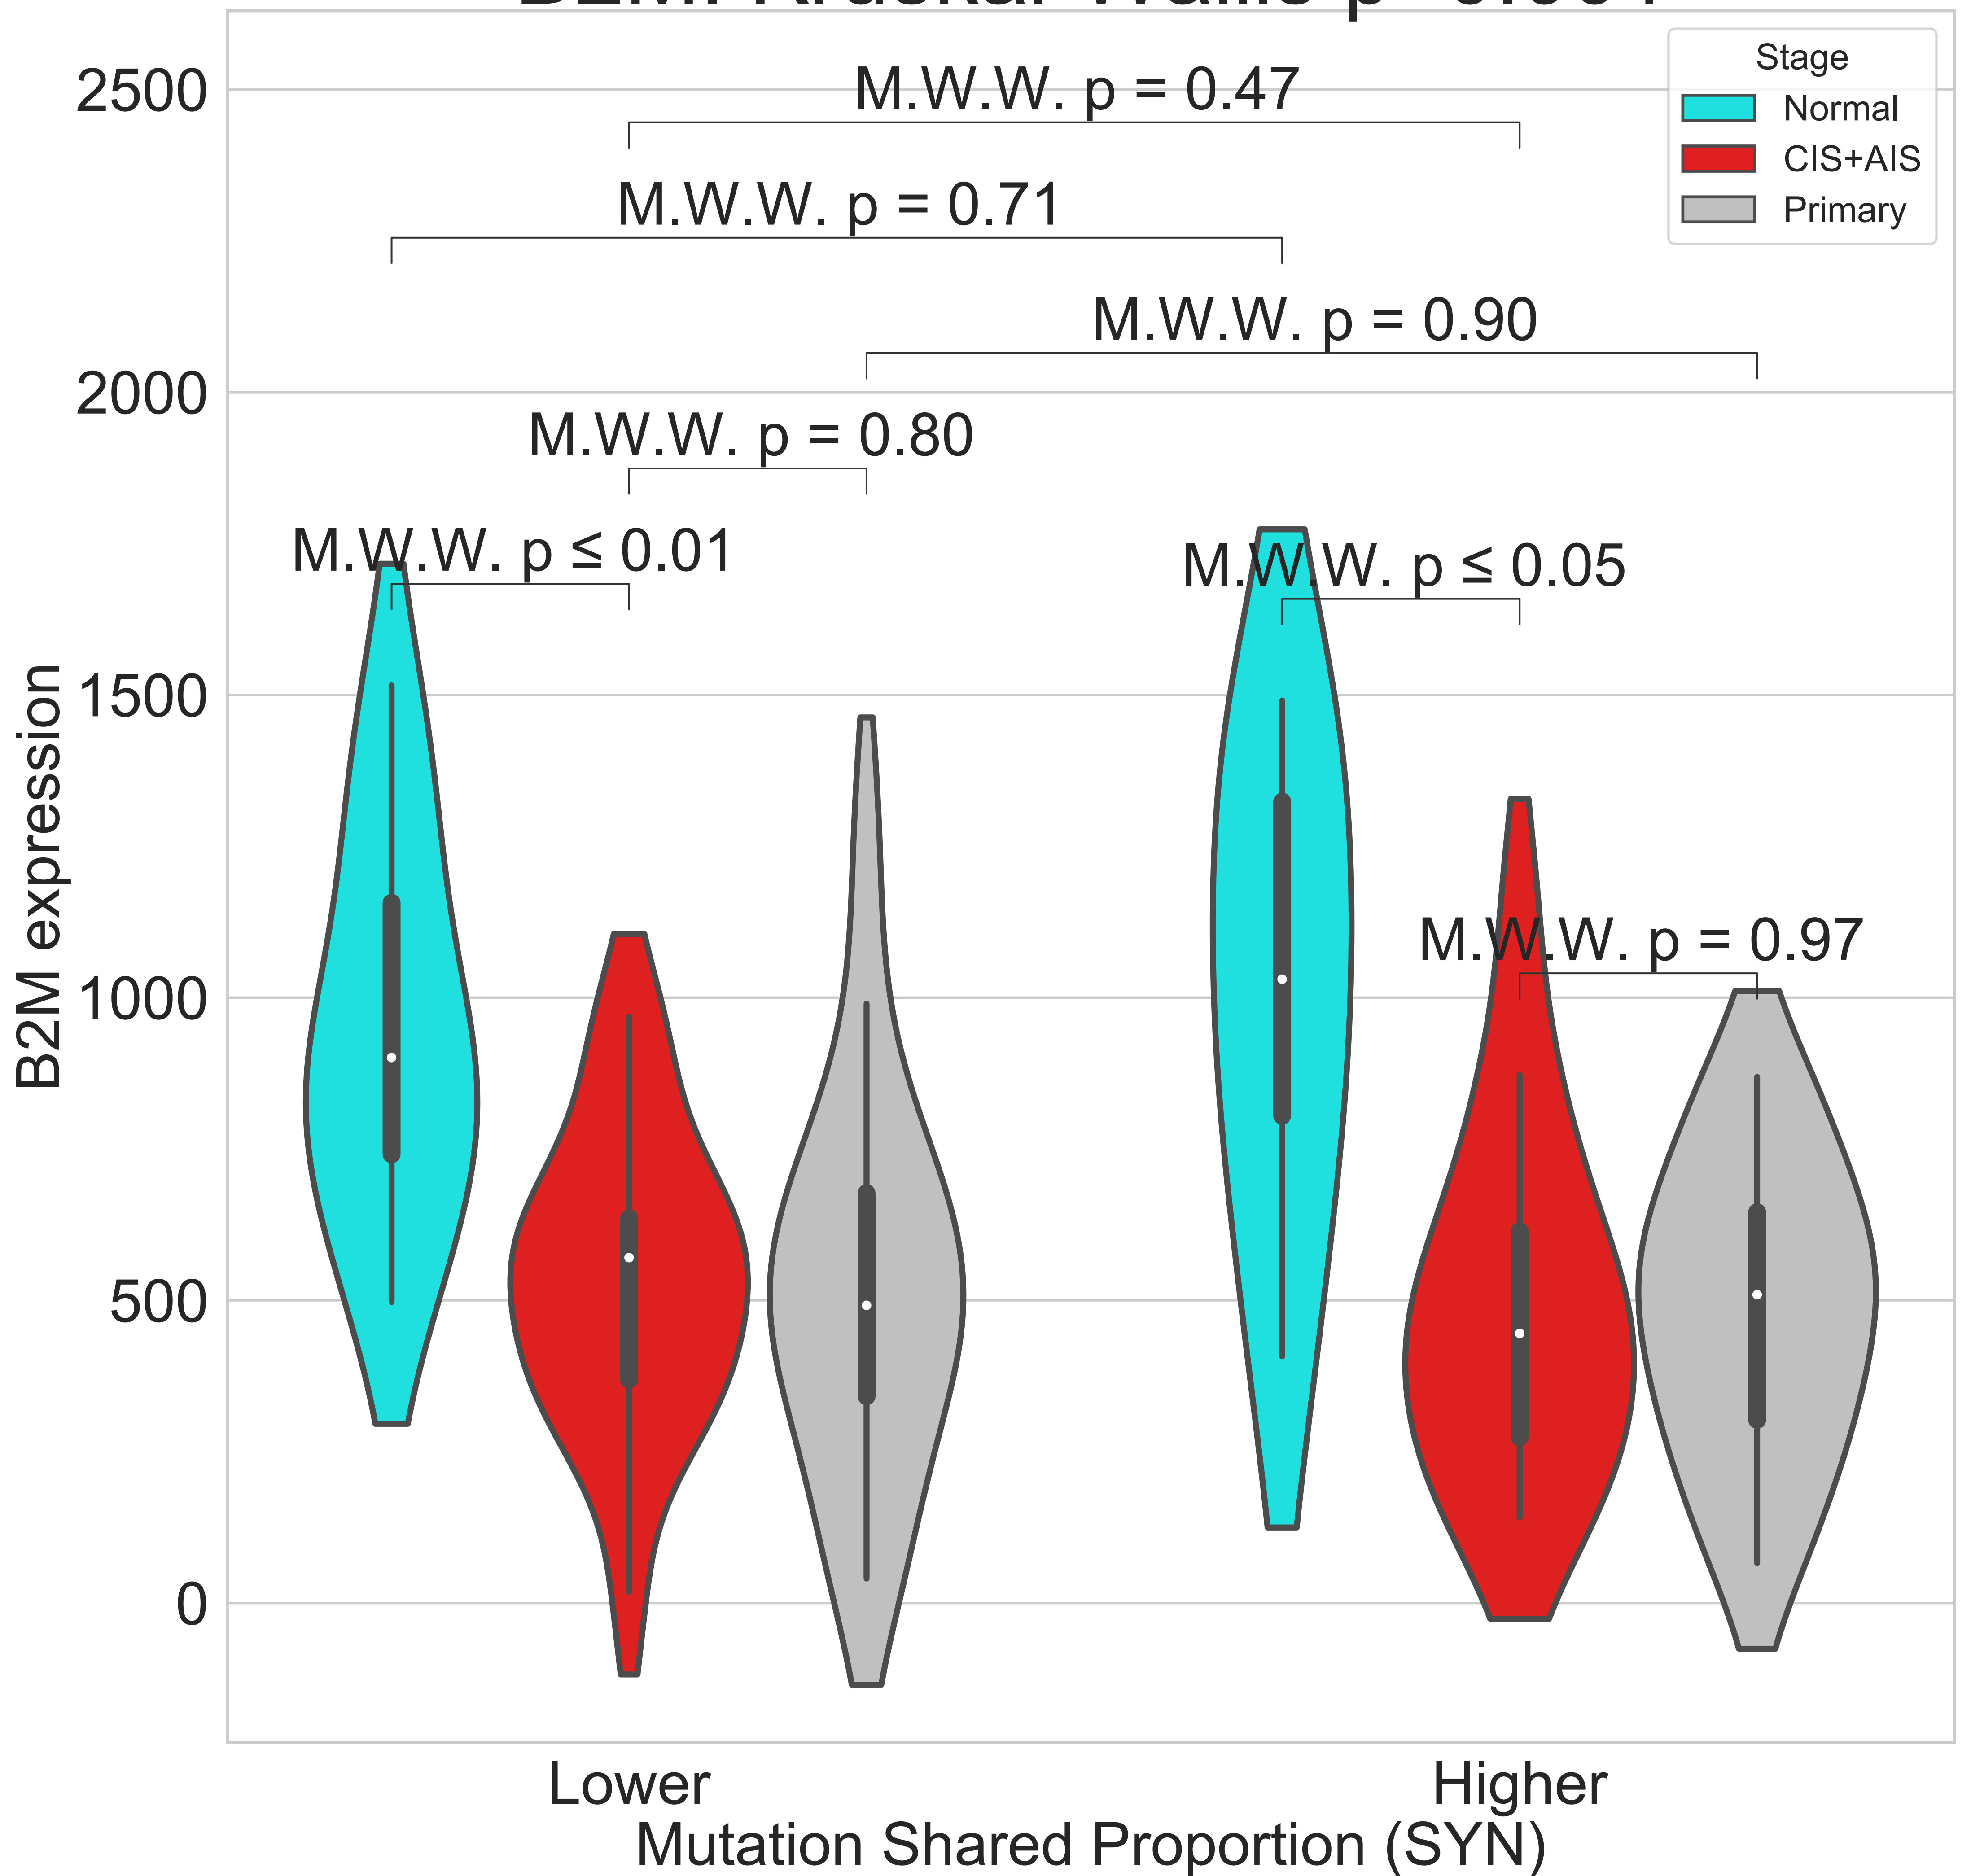 Stage
Normal
CIS+AIS
Primary
M.W.W. p = 0.47
M.W.W. p = 0.71
M.W.W. p = 0.90
M.W.W. p = 0.80
M.W.W. p ≤ 0.01
M.W.W. p ≤ 0.05
M.W.W. p = 0.97
B2M expression
2500
2000
1500
1000
500
0
Lower
Higher
Mutation Shared Proportion (SYN)